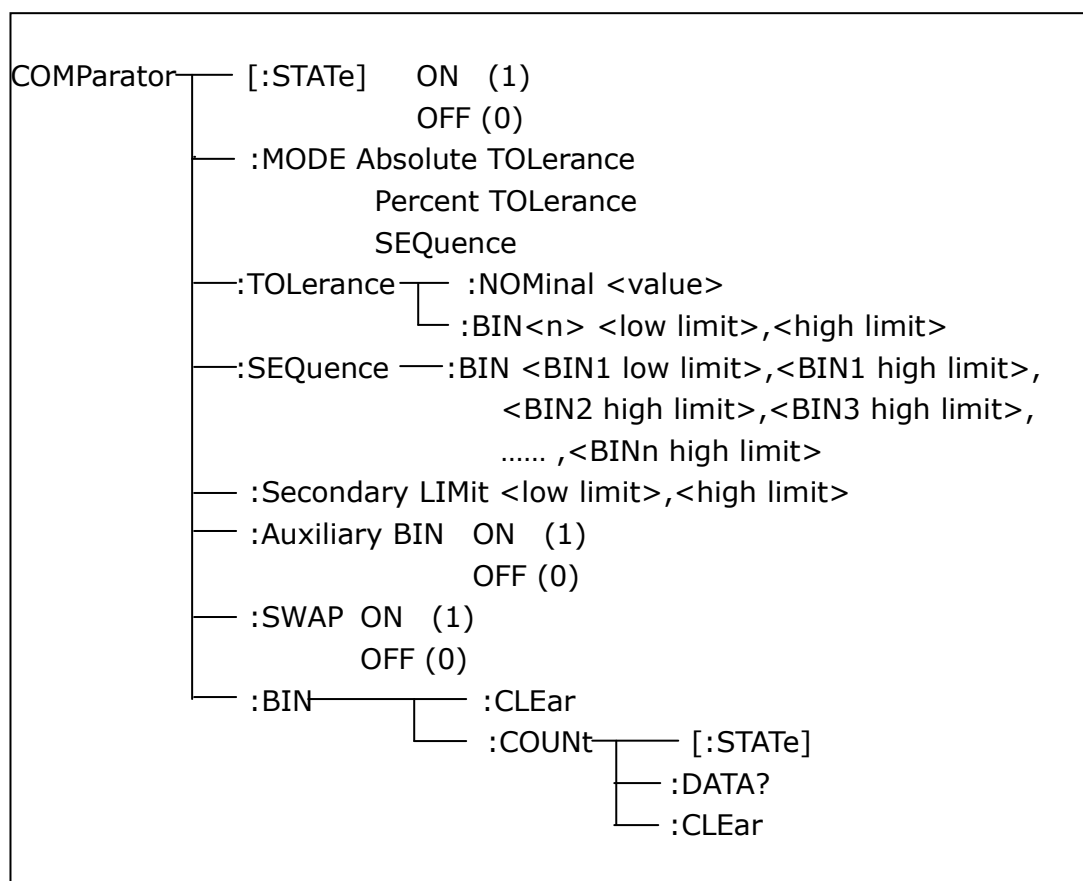 COMParator [:STATe] ON (1)
OFF (0)
:MODE Absolute TOLerance
Percent TOLerance
SEQuence
:TOLerance :NOMinal <value>
:BIN<n> <low limit>,<high limit>
:SEQuence :BIN <BIN1 low limit>,<BIN1 high limit>,
<BIN2 high limit>,<BIN3 high limit>,
...... ,<BINn high limit>
:Secondary LIMit <low limit>,<high limit>
:Auxiliary BIN ON (1)
OFF (0)
:SWAP ON (1)
OFF (0)
:BIN :CLEar
:COUNt [:STATe]
:DATA?
:CLEar